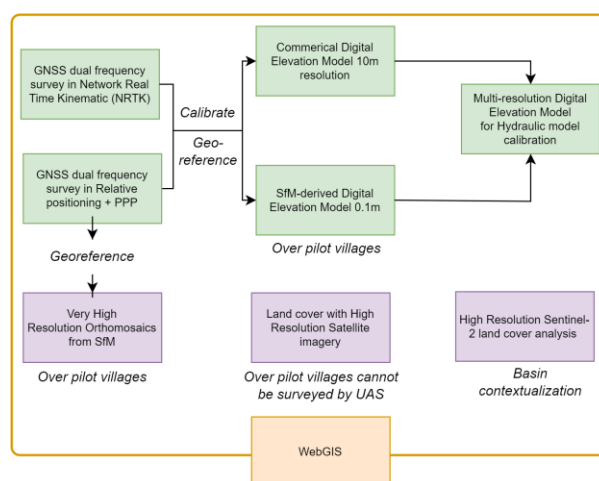 GNSS dual frequency
survey in Network Real
Time Kinematic (NRTK)
Commerical Digital
Elevation Model 10m
resolution
Multi-resolution Digital
Elevation Model
for Hydraulic model
calibration
Calibrate
Geo-
reference
GNSS dual frequency
survey in Relative
positioning + PPP
SfM-derived Digital
Elevation Model 0.1m
Over pilot villages
Georeference
Very High
Resolution Orthomosaics
from SfM
Over pilot villages
Land cover with High
Resolution Satellite
imagery
Over pilot villages cannot
be surveyed by UAS
High Resolution Sentinel-
2 land cover analysis
Basin
contextualization
WebGIS